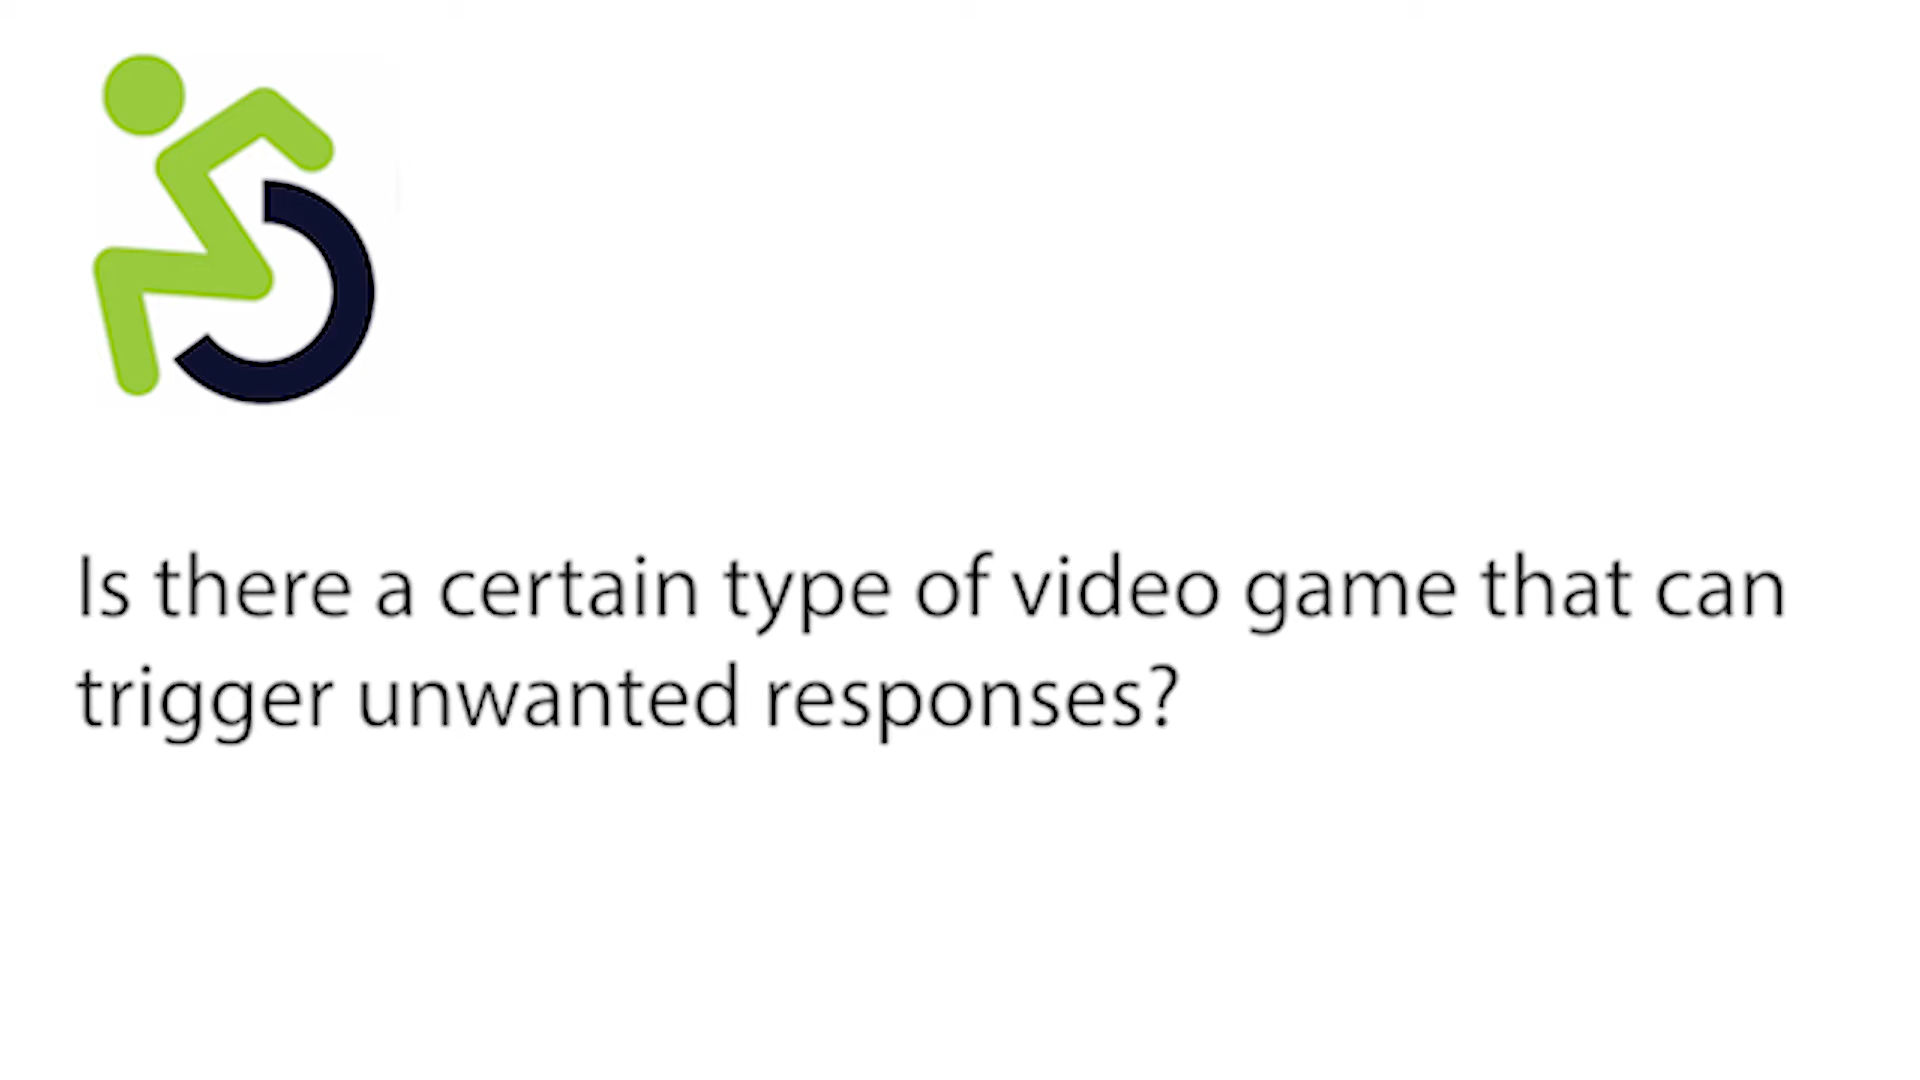 Is there a certain type of video game that can
trigger unwanted responses?